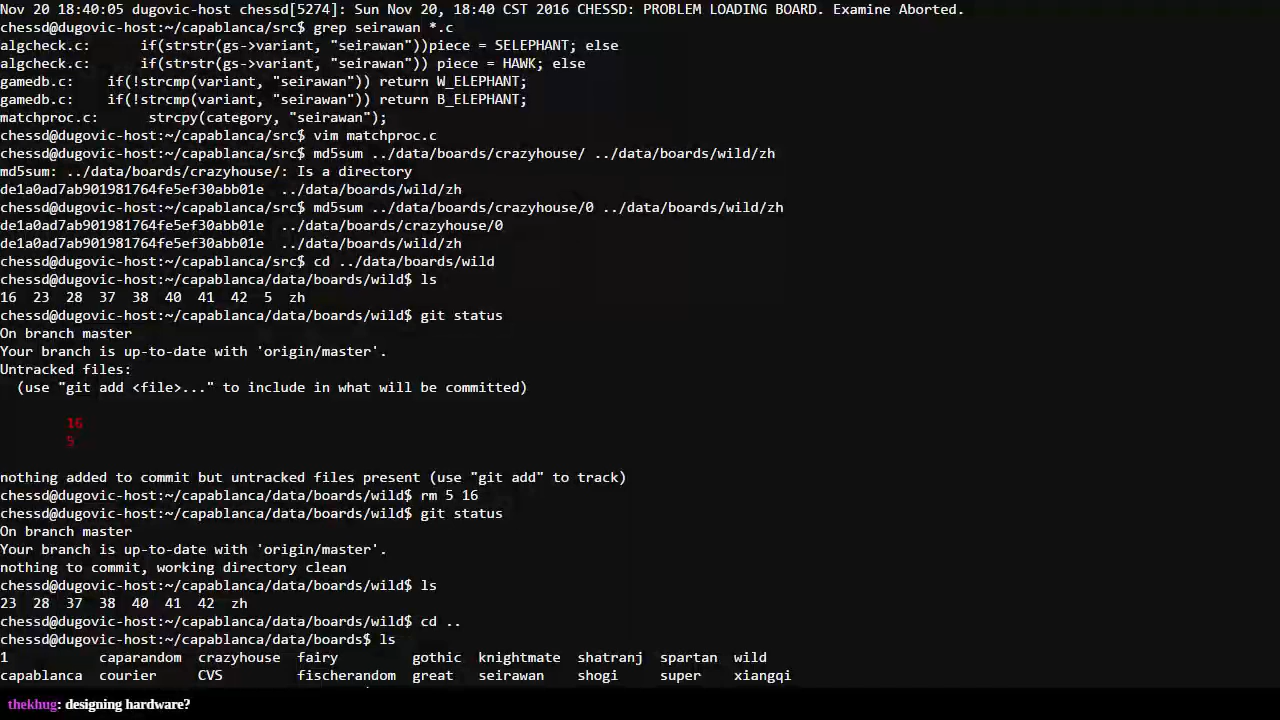 Nov 20 18:40:05 dugovic-host chessd[5274]: Sun Nov 20, 18:40 CST 2016 CHESSD: PROBLEM LOADING BOARD. Examine Aborted.
chessd@dugovic-host:~/capablanca/src$ grep seirawan *.c
algcheck.c:      if(strstr(gs->variant, "seirawan"))piece = SELEPHANT; else
algcheck.c:      if(strstr(gs->variant, "seirawan")) piece = HAWK; else
gamedb.c:    if(!strcmp(variant, "seirawan")) return W_ELEPHANT;
gamedb.c:    if(!strcmp(variant, "seirawan")) return B_ELEPHANT;
matchproc.c:      strcpy(category, "seirawan");
chessd@dugovic-host:~/capablanca/src$ vim matchproc.c
chessd@dugovic-host:~/capablanca/src$ md5sum ../data/boards/crazyhouse/ ../data/boards/wild/zh
md5sum: ../data/boards/crazyhouse/: Is a directory
de1a0ad7ab901981764fe5ef30abb01e  ../data/boards/wild/zh
chessd@dugovic-host:~/capablanca/src$ md5sum ../data/boards/crazyhouse/0 ../data/boards/wild/zh
de1a0ad7ab901981764fe5ef30abb01e  ../data/boards/crazyhouse/0
de1a0ad7ab901981764fe5ef30abb01e  ../data/boards/wild/zh
chessd@dugovic-host:~/capablanca/src$ cd ../data/boards/wild
chessd@dugovic-host:~/capablanca/data/boards/wild$ ls
16  23  28  37  38  40  41  42  5  zh
chessd@dugovic-host:~/capablanca/data/boards/wild$ git status
On branch master
Your branch is up-to-date with 'origin/master'.
Untracked files:
  (use "git add <file>..." to include in what will be committed)
16
5
nothing added to commit but untracked files present (use "git add" to track)
chessd@dugovic-host:~/capablanca/data/boards/wild$ rm 5 16
chessd@dugovic-host:~/capablanca/data/boards/wild$ git status
On branch master
Your branch is up-to-date with 'origin/master'.
nothing to commit, working directory clean
chessd@dugovic-host:~/capablanca/data/boards/wild$ ls
23  28  37  38  40  41  42  zh
chessd@dugovic-host:~/capablanca/data/boards/wild$ cd ..
chessd@dugovic-host:~/capablanca/data/boards$ ls
1           caparandom  crazyhouse  fairy         gothic  knightmate  shatranj  spartan  wild
capablanca  courier     CVS         fischerandom  great   seirawan    shogi     super    xiangqi
thekhug: designing hardware?